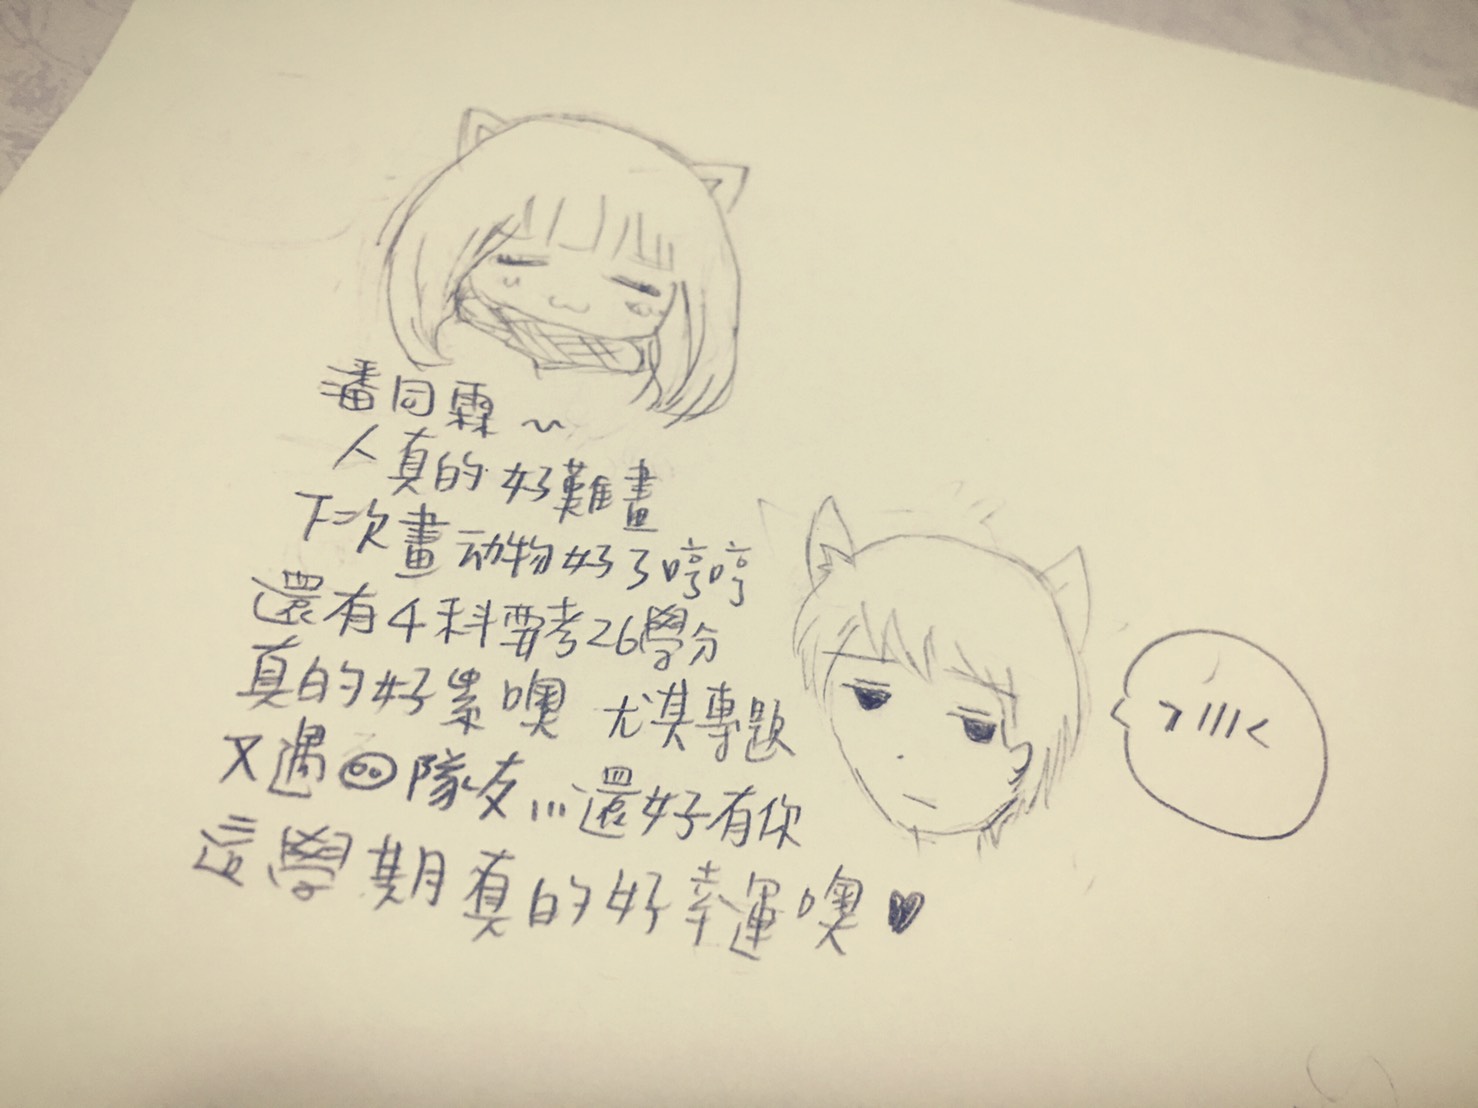 潘同霖~
人真的好難畫
下次畫动物好了哼哼
還有4科要考26學分
真的好累噢 尤其專題
又遇隊友...還好有你
這學期真的好幸運噢♥